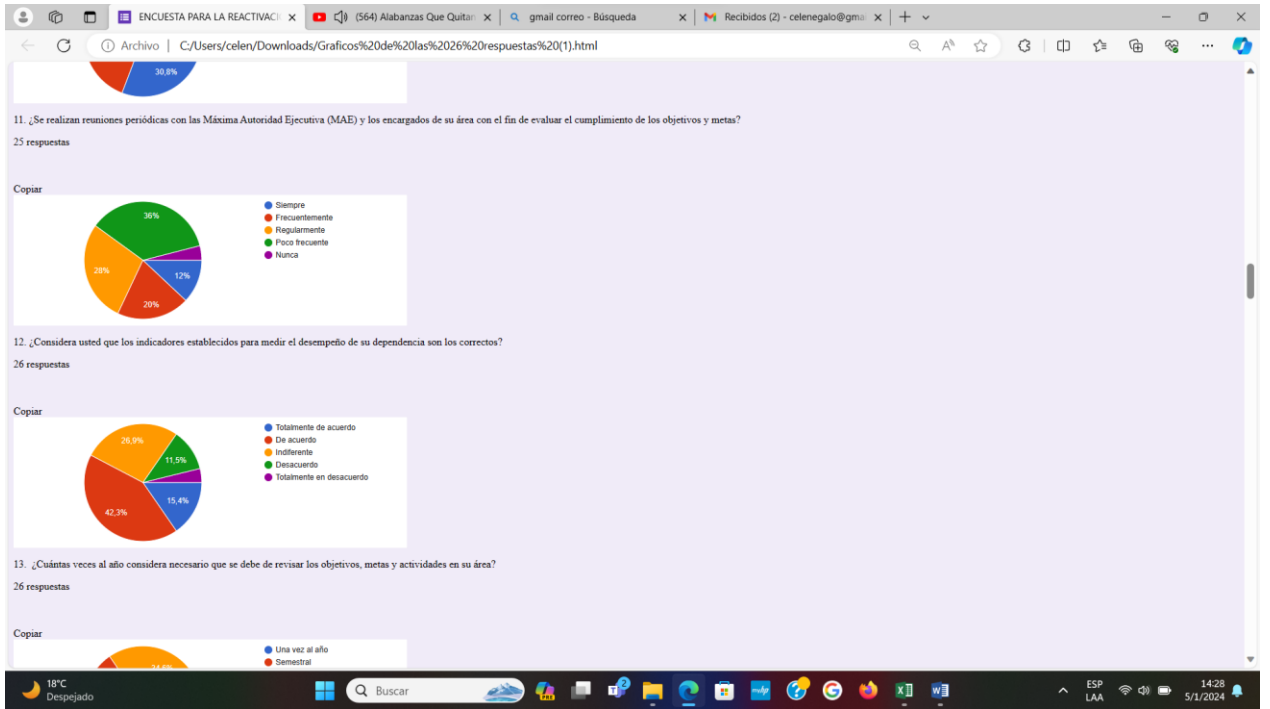 ENCUESTA PARA LA REACTIVACI
(564) Alabanzas Que Quitar
gmail correo - Búsqueda
Recibidos (2) - celenegalo@gma
Archivo | C:/Users/celen/Downloads/Graficos%20de%20las%2026%20respuestas%20(1).html
30,8%
11. ¿Se realizan reuniones periódicas con las Máxima Autoridad Ejecutiva (MAE) y los encargados de su área con el fin de evaluar el cumplimiento de los objetivos y metas?
25 respuestas
Copiar
36%
28%
12%
20%
Siempre
Frecuentemente
Regularmente
Poco frecuente
Nunca
12. ¿Considera usted que los indicadores establecidos para medir el desempeño de su dependencia son los correctos?
26 respuestas
Copiar
26,9%
11,5%
15,4%
42,3%
Totalmente de acuerdo
De acuerdo
Indiferente
Desacuerdo
Totalmente en desacuerdo
13. ¿Cuántas veces al año considera necesario que se debe de revisar los objetivos, metas y actividades en su área?
26 respuestas
Copiar
Una vez al año
Semestral
18°C
Despejado
Buscar
ESP
LAA
14:28
5/1/2024